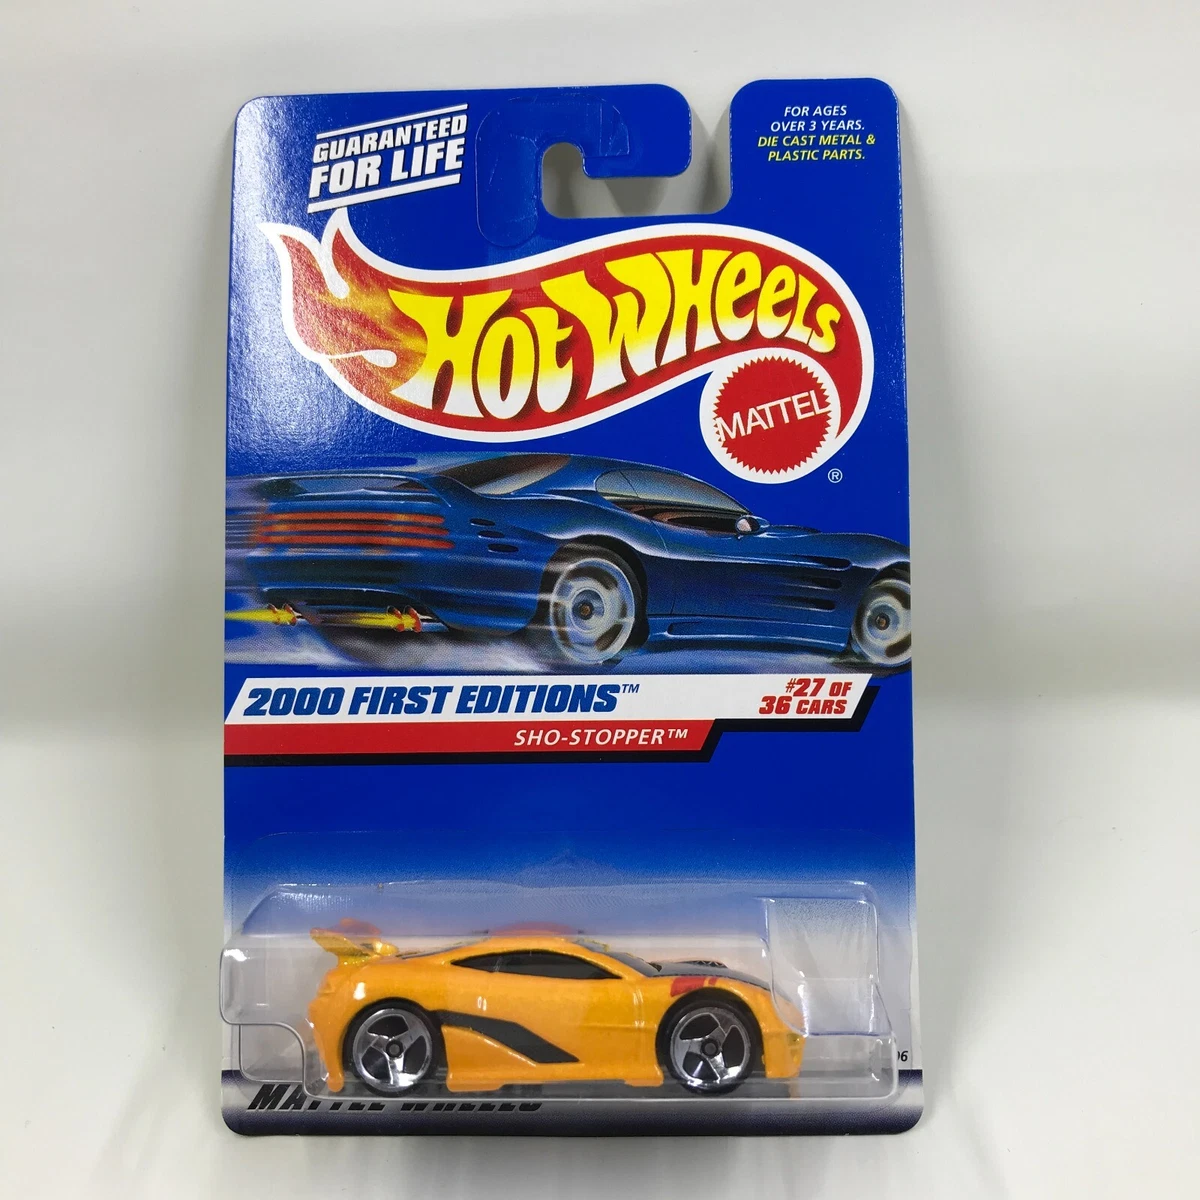 GUARANTEED
FOR LIFE
FOR AGES
OVER 3 YEARS.
DIE CAST METAL &
PLASTIC PARTS.
HOT WHEELS
MATTEL
®
2000 FIRST EDITIONS™
#27 OF
36 CARS
SHO-STOPPER™